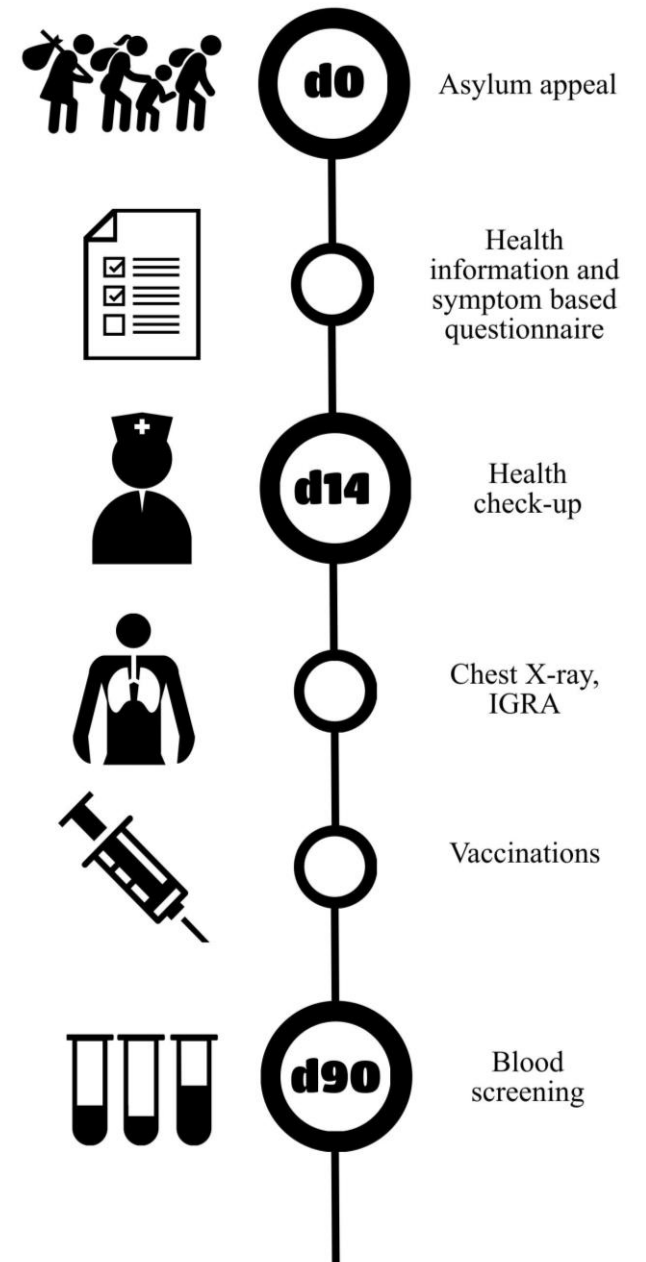 d0
Asylum appeal
Health
information and
symptom based
questionnaire
d14
Health
check-up
Chest X-ray,
IGRA
Vaccinations
d90
Blood
screening